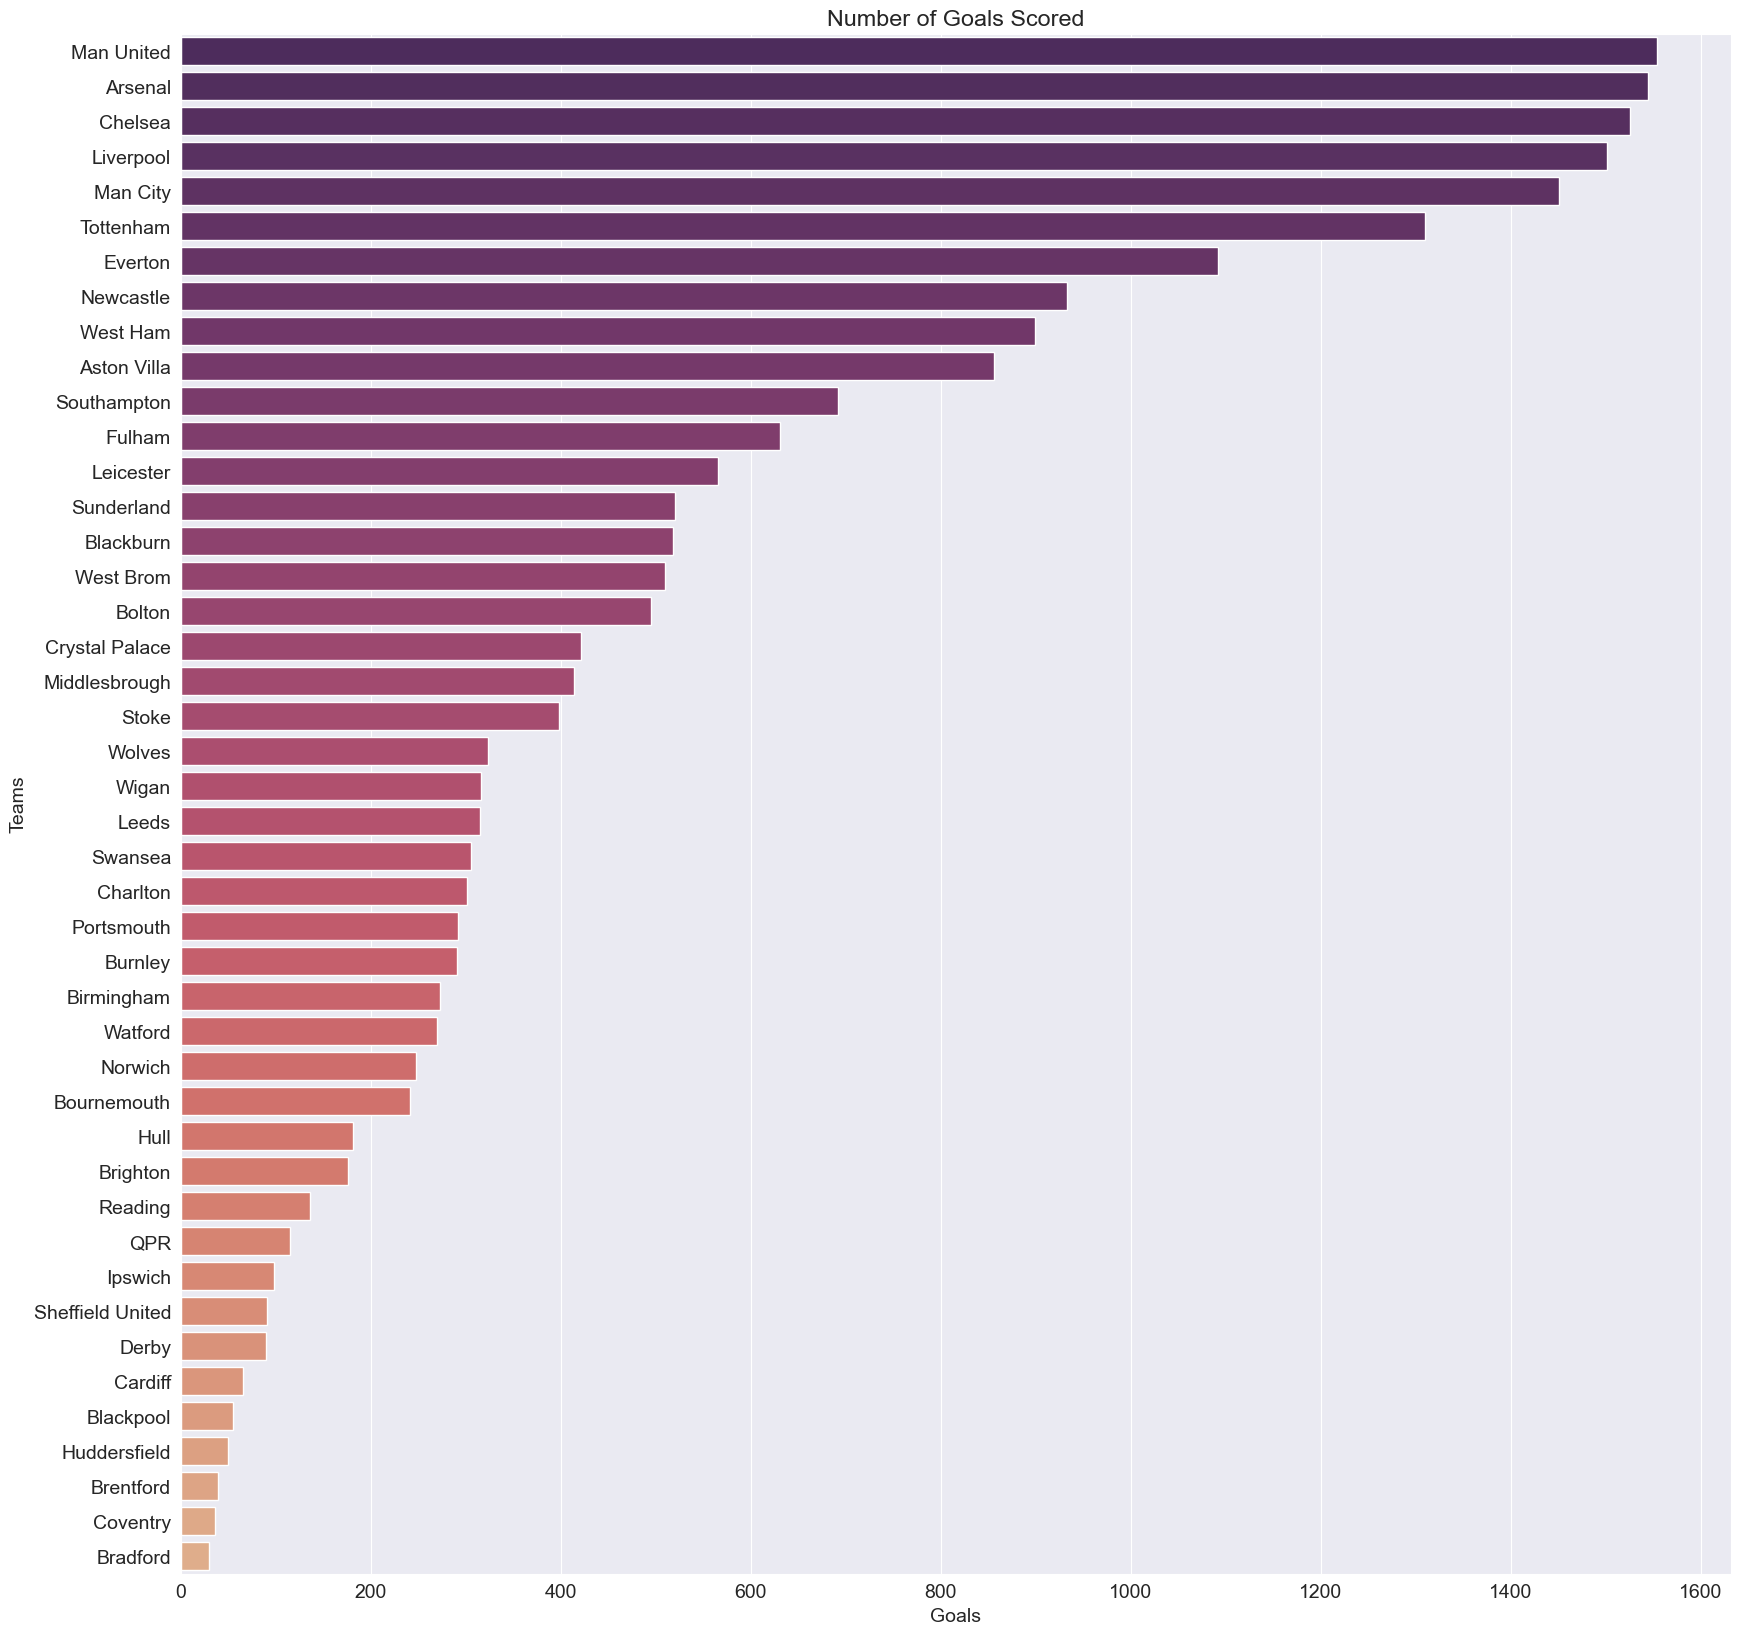 Number of Goals Scored
Man United
Arsenal
Chelsea
Liverpool
Man City
Tottenham
Everton
Newcastle
West Ham
Aston Villa
Southampton
Fulham
Leicester
Sunderland
Blackburn
West Brom
Bolton
Crystal Palace
Middlesbrough
Stoke
Wolves
Wigan
Leeds
Swansea
Charlton
Portsmouth
Burnley
Birmingham
Watford
Norwich
Bournemouth
Hull
Brighton
Reading
QPR
Ipswich
Sheffield United
Derby
Cardiff
Blackpool
Huddersfield
Brentford
Coventry
Bradford
Teams
0 200 400 600 800 1000 1200 1400 1600
Goals